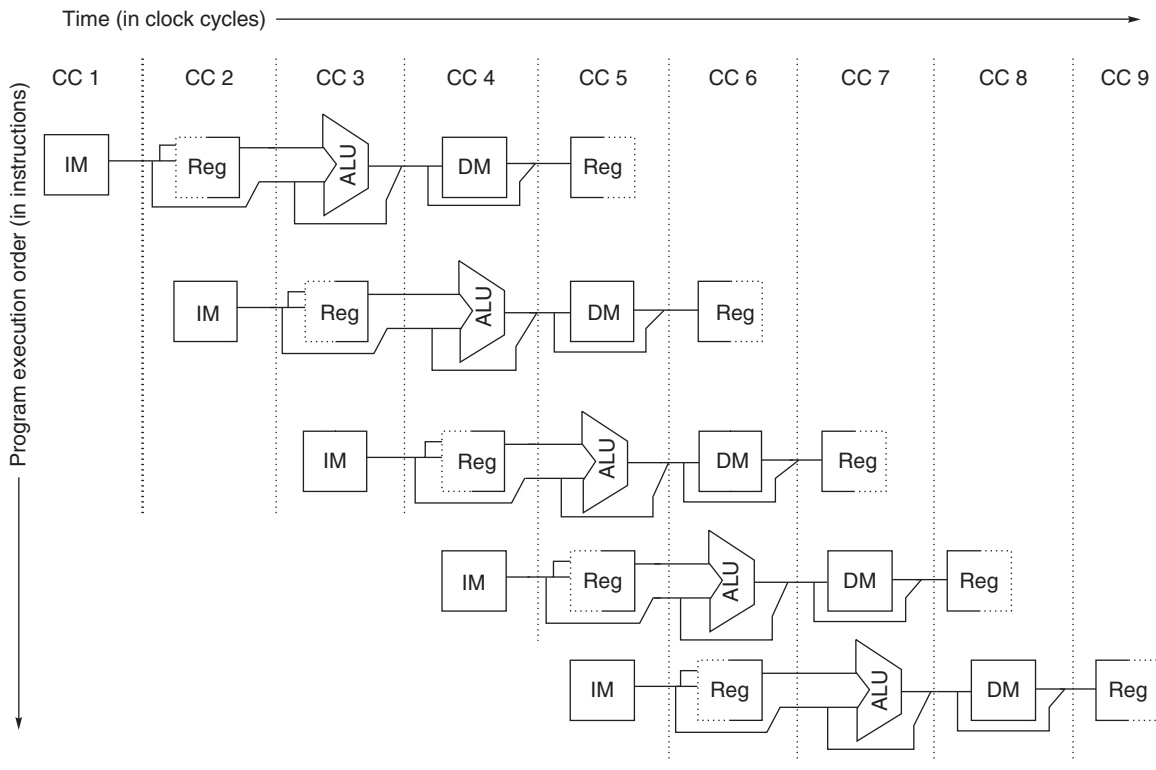 Time (in clock cycles)
CC 1 CC 2 CC 3 CC 4 CC 5 CC 6 CC 7 CC 8 CC 9
Program execution order (in instructions)
IM Reg ALU DM Reg
IM Reg ALU DM Reg
IM Reg ALU DM Reg
IM Reg ALU DM Reg
IM Reg ALU DM Reg